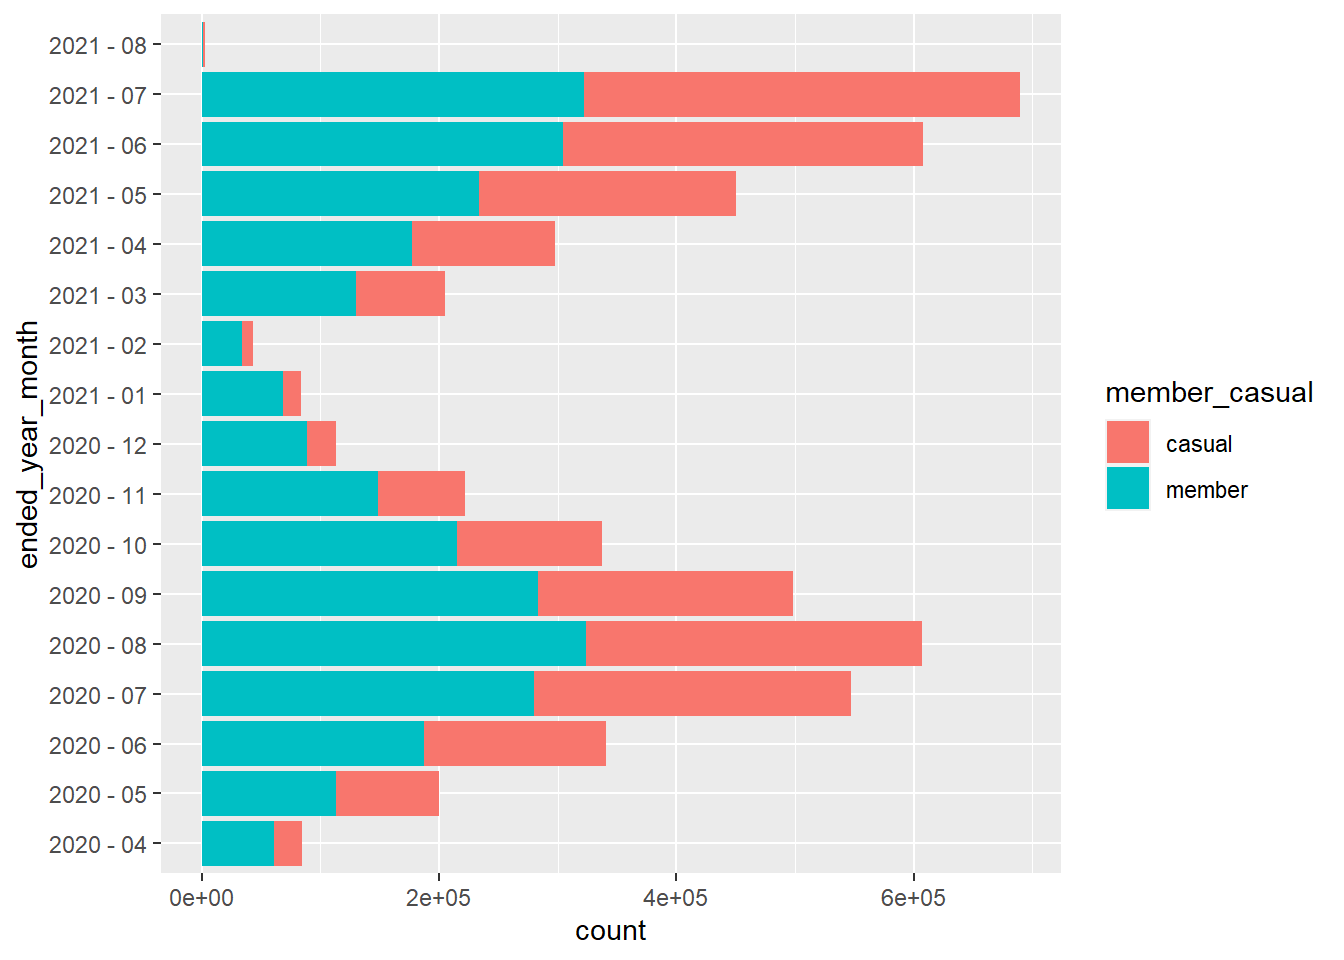 ended_year_month
2021 - 08
2021 - 07
2021 - 06
2021 - 05
2021 - 04
2021 - 03
2021 - 02
2021 - 01
2020 - 12
2020 - 11
2020 - 10
2020 - 09
2020 - 08
2020 - 07
2020 - 06
2020 - 05
2020 - 04
0e+00 2e+05 4e+05 6e+05
count
member_casual
casual
member